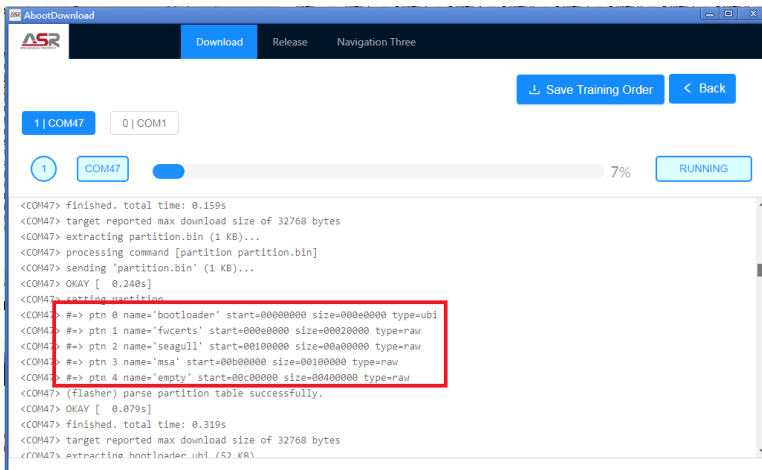 ASR AbootDownload
ASR
Download Release Navigation Three
Save Training Order
< Back
1 | COM47 0 | COM1
1 COM47 7% RUNNING
<COM47> finished. total time: 0.159s
<COM47> target reported max download size of 32768 bytes
<COM47> extracting partition.bin (1 KB)...
<COM47> processing command [partition partition.bin]
<COM47> sending 'partition.bin' (1 KB)...
<COM47> OKAY [ 0.240s]
<COM47> setting partition
<COM47> #=> ptn 0 name='bootloader' start=00000000 size=000e0000 type=ubi
<COM47> #=> ptn 1 name='fwcerts' start=000e0000 size=00020000 type=raw
<COM47> #=> ptn 2 name='seagull' start=00100000 size=00a00000 type=raw
<COM47> #=> ptn 3 name='msa' start=00b00000 size=00100000 type=raw
<COM47> #=> ptn 4 name='empty' start=00c00000 size=00400000 type=raw
<COM47> (flasher) parse partition table successfully.
<COM47> OKAY [ 0.079s]
<COM47> finished. total time: 0.319s
<COM47> target reported max download size of 32768 bytes
<COM47> extracting bootloader.ubi (52 KB)